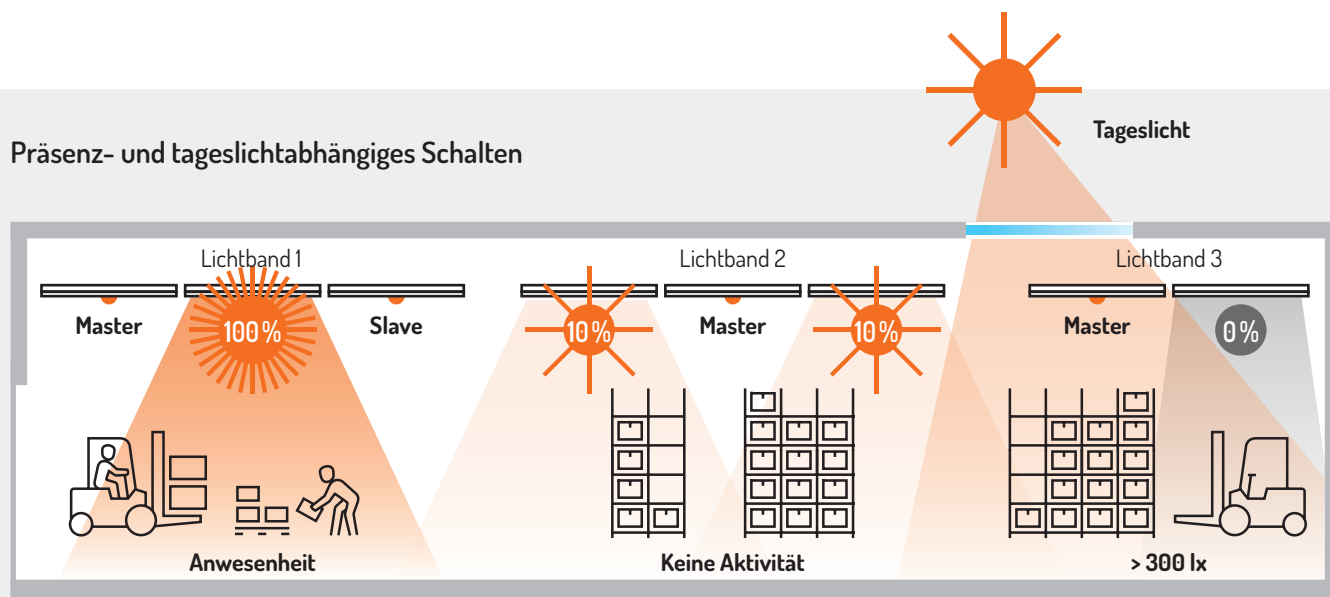 Tageslicht
Präsenz- und tageslichtabhängiges Schalten
Lichtband 1
Master
100 %
Slave
Anwesenheit
Lichtband 2
10 %
Master
10 %
Keine Aktivität
Lichtband 3
Master
0 %
> 300 lx